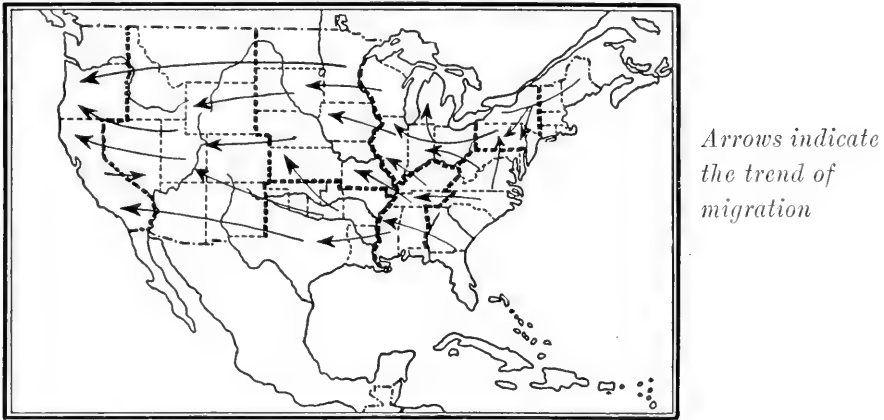 Arrows indicate
the trend of
migration